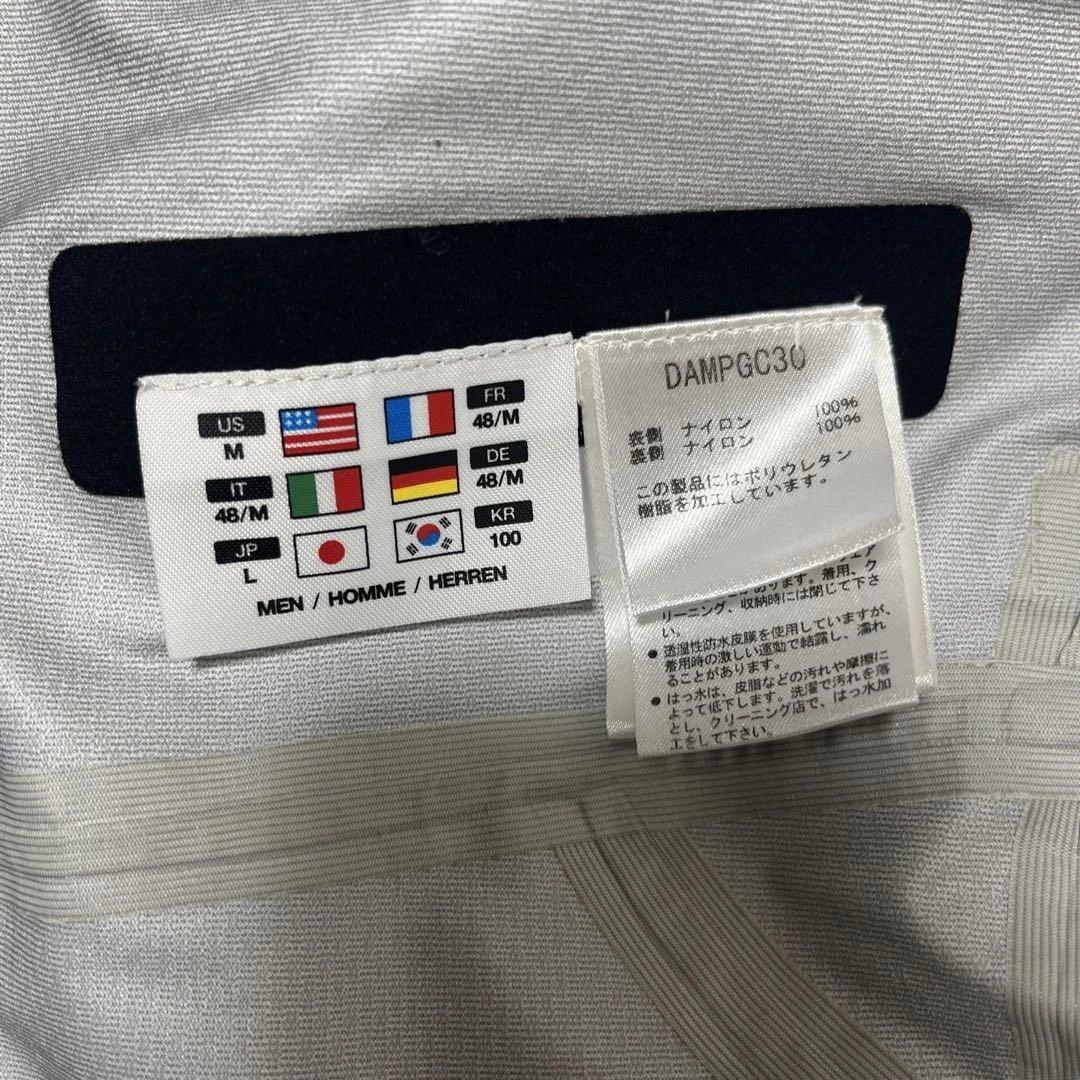 US
M
FR
48/M
IT
48/M
DE
48/M
JP
L
KR
100
MEN / HOMME / HERREN
DAMPGC30
表側 ナイロン 100%
裏側 ナイロン 100%
この製品にはポリウレタン
樹脂を加工しています。
あります。着用、ク
リーニング、収納時には閉じて下さ
い。
● 透湿性防水皮膜を使用していますが、
着用時の激しい運動で結露し、濡れ
ることがあります。
● はっ水は、皮脂などの汚れや摩擦に
よって低下します。洗濯で汚れを落
とし、クリーニング店で、はっ水加
工をして下さい。